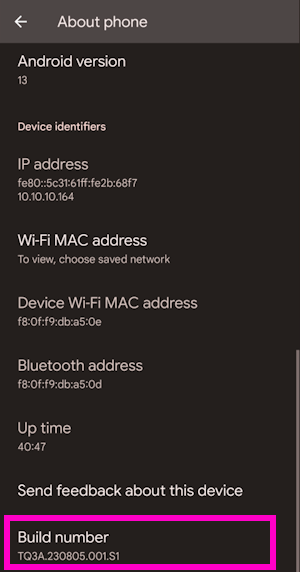 About phone
Android version
13
Device identifiers
IP address
fe80::5c31:61ff:fe2b:68f7
10.10.10.164
Wi-Fi MAC address
To view, choose saved network
Device Wi-Fi MAC address
f8:0f:f9:db:a5:0e
Bluetooth address
f8:0f:f9:db:a5:0d
Up time
40:47
Send feedback about this device
Build number
TQ3A.230805.001.S1